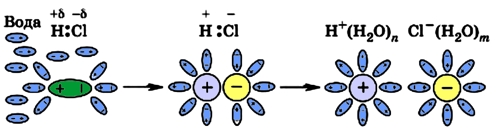 +δ −δ
Вода H:Cl
+ −
H:Cl
H⁺(H₂O)ₙ Cl⁻(H₂O)ₘ
+
+ −
+ −